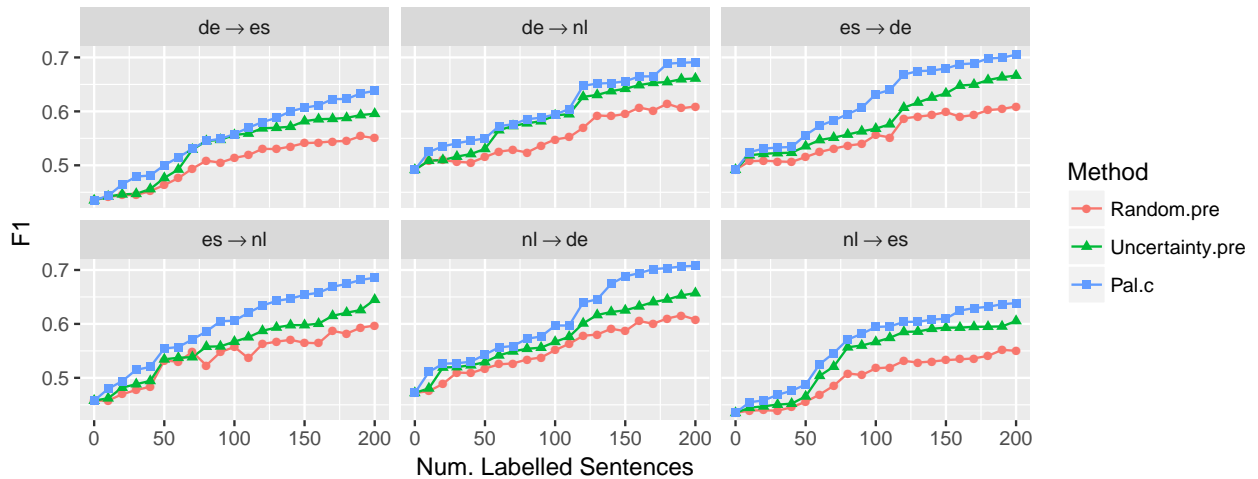 de → es
de → nl
es → de
0.7
0.6
0.5
es → nl
nl → de
nl → es
0.7
0.6
0.5
0 50 100 150 200
0 50 100 150 200
0 50 100 150 200
F1
Num. Labelled Sentences
Method
Random.pre
Uncertainty.pre
Pal.c